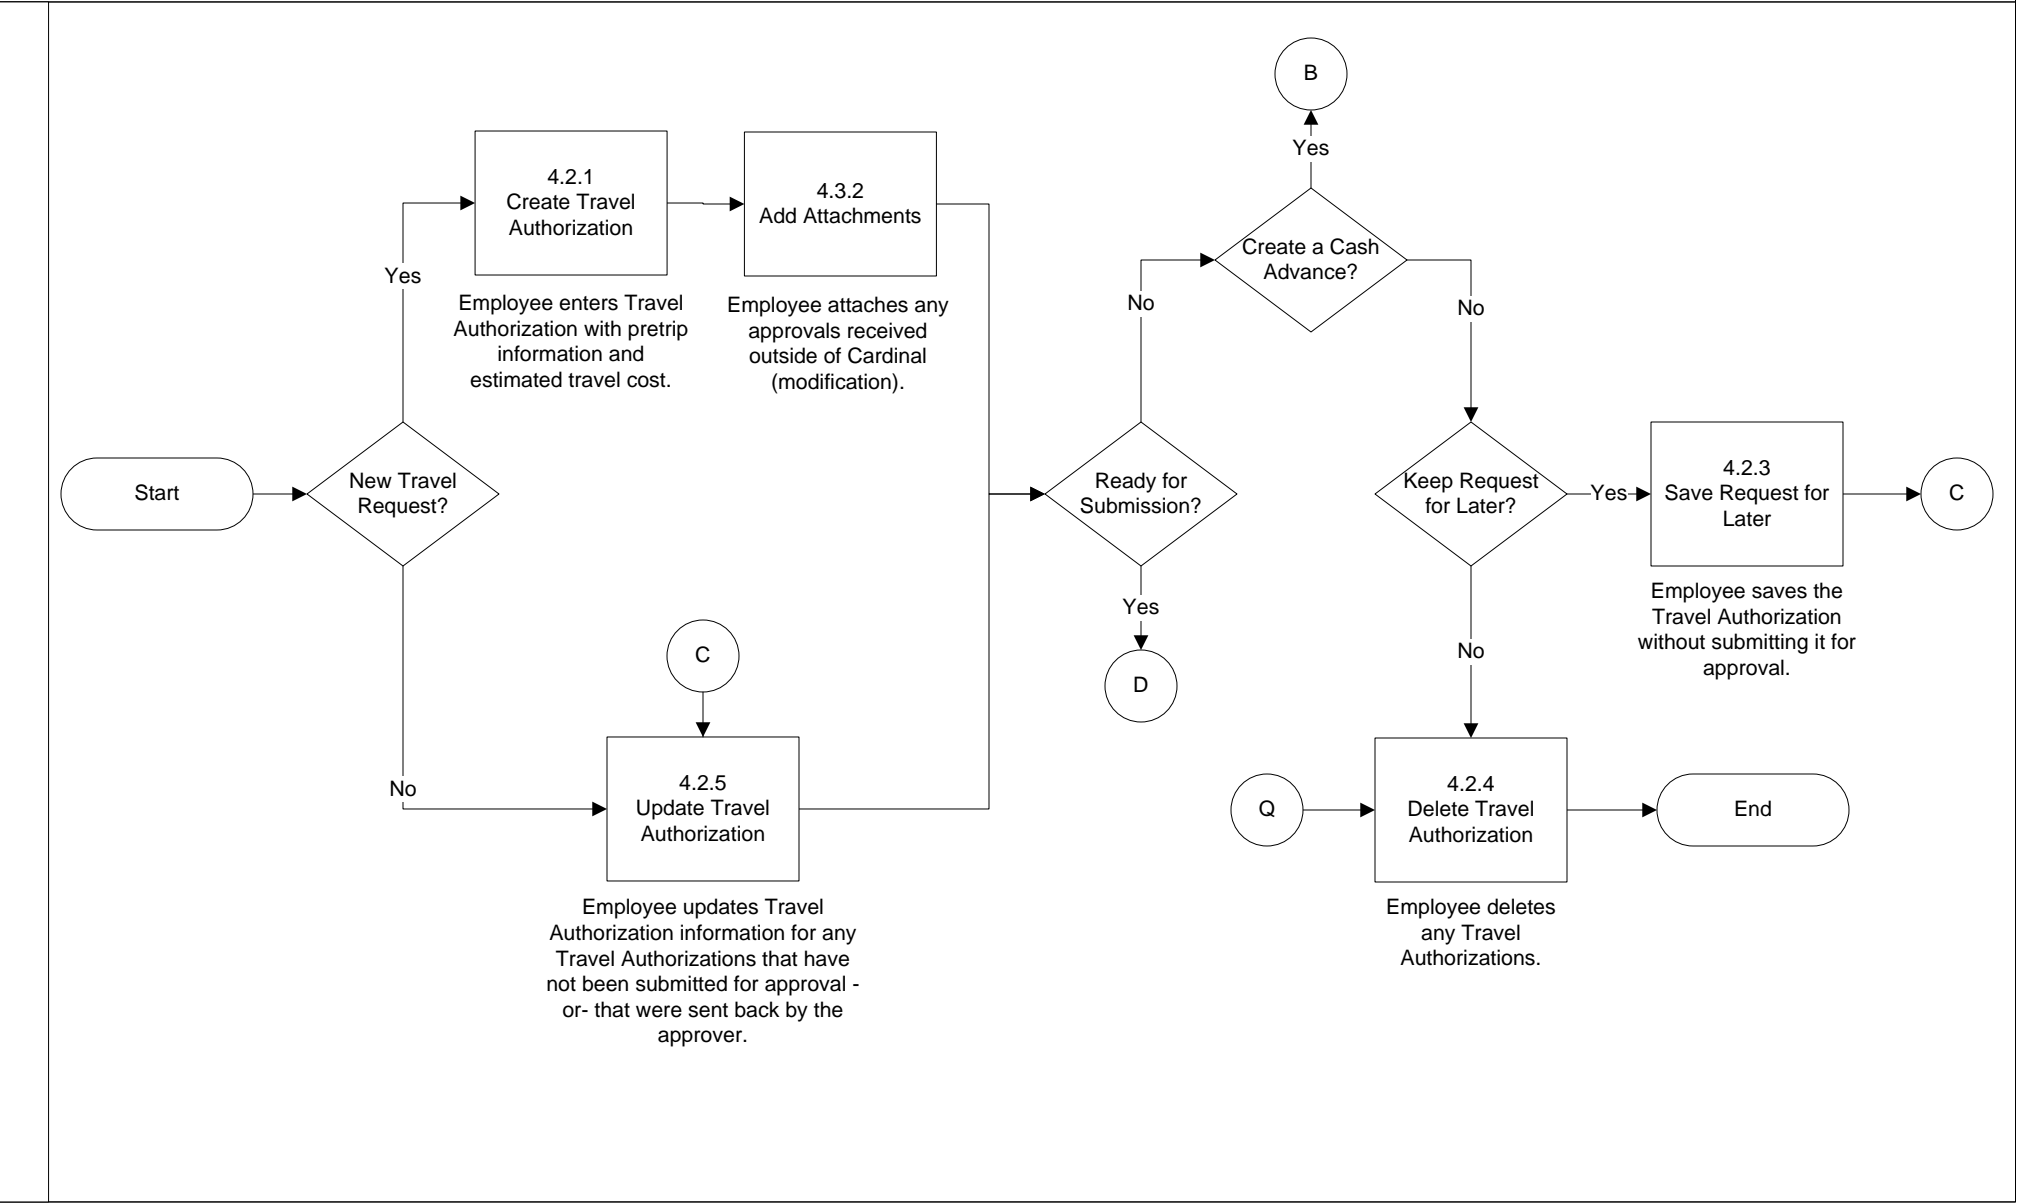 Start
New Travel
Request?
Yes
4.2.1
Create Travel
Authorization
Employee enters Travel
Authorization with pretrip
information and
estimated travel cost.
4.3.2
Add Attachments
Employee attaches any
approvals received
outside of Cardinal
(modification).
No
C
4.2.5
Update Travel
Authorization
Employee updates Travel
Authorization information for any
Travel Authorizations that have
not been submitted for approval -
or- that were sent back by the
approver.
Ready for
Submission?
Yes
D
No
Create a Cash
Advance?
Yes
B
No
Keep Request
for Later?
Yes
4.2.3
Save Request for
Later
Employee saves the
Travel Authorization
without submitting it for
approval.
C
No
Q
4.2.4
Delete Travel
Authorization
Employee deletes
any Travel
Authorizations.
End